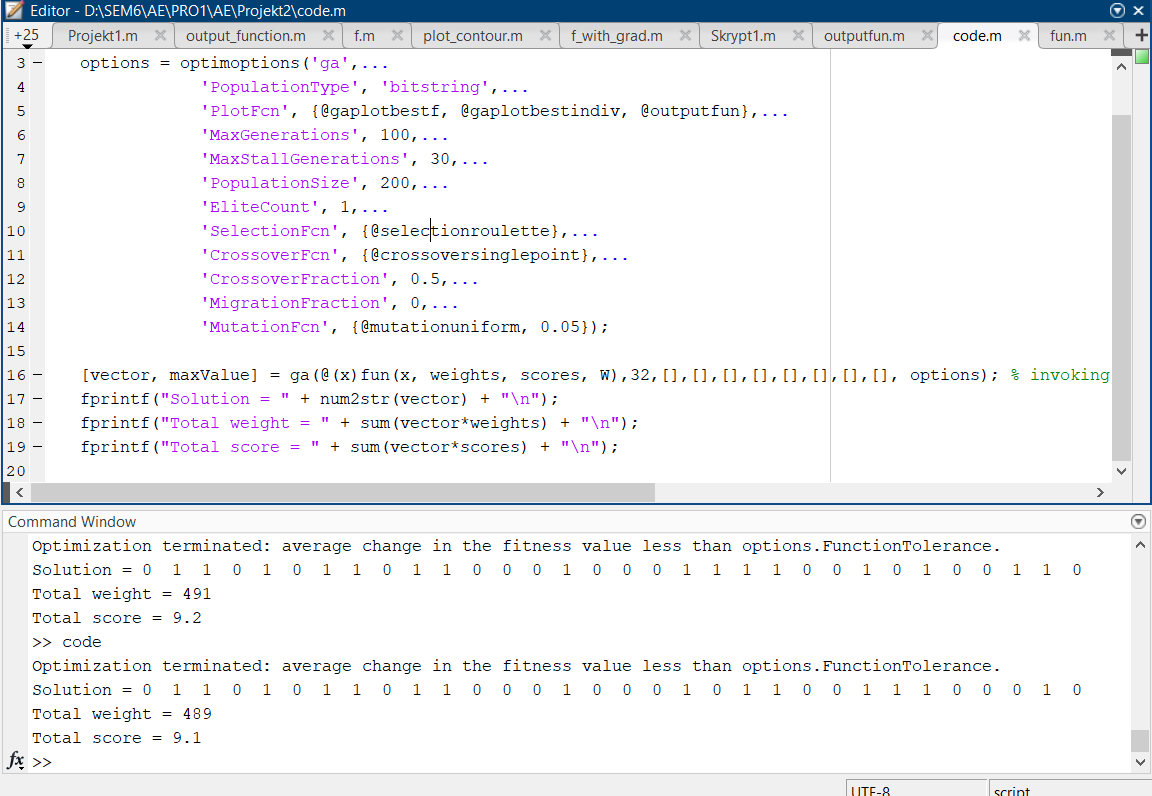 Editor - D:\SEM6\AE\PRO1\AE\Projekt2\code.m
+25 Projekt1.m output_function.m f.m plot_contour.m f_with_grad.m Skrypt1.m outputfun.m code.m fun.m
3 options = optimoptions('ga',...
4 'PopulationType', 'bitstring',...
5 'PlotFcn', {@gaplotbestf, @gaplotbestindiv, @outputfun},...
6 'MaxGenerations', 100,...
7 'MaxStallGenerations', 30,...
8 'PopulationSize', 200,...
9 'EliteCount', 1,...
10 'SelectionFcn', {@selectionroulette},...
11 'CrossoverFcn', {@crossoversinglepoint},...
12 'CrossoverFraction', 0.5,...
13 'MigrationFraction', 0,...
14 'MutationFcn', {@mutationuniform, 0.05});
15
16 [vector, maxValue] = ga(@(x)fun(x, weights, scores, W),32,[],[],[],[],[],[],[],[], options); % invoking
17 fprintf("Solution = " + num2str(vector) + "\n");
18 fprintf("Total weight = " + sum(vector*weights) + "\n");
19 fprintf("Total score = " + sum(vector*scores) + "\n");
20
Command Window
Optimization terminated: average change in the fitness value less than options.FunctionTolerance.
Solution = 0 1 1 0 1 0 1 1 0 1 1 0 0 0 1 0 0 0 1 1 1 1 0 0 1 0 1 0 0 1 1 0
Total weight = 491
Total score = 9.2
>> code
Optimization terminated: average change in the fitness value less than options.FunctionTolerance.
Solution = 0 1 1 0 1 0 1 1 0 1 1 0 0 0 1 0 0 0 1 0 1 1 0 0 1 1 1 0 0 0 1 0
Total weight = 489
Total score = 9.1
fx >>
UTF-8 script